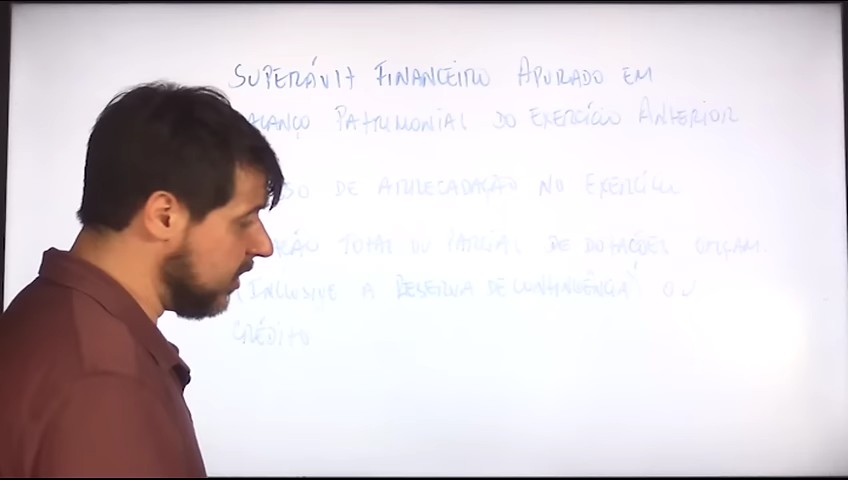 SUPERÁVIT FINANCEIRO APURADO EM
PATRIMONIAL DO EXERCÍCIO ANTERIOR
DE ARRECADAÇÃO NO EXERCÍCIO
TOTAL OU PARCIAL DE DOTAÇÕES ORÇAM.
INCLUSIVE A RESERVA DE CONTINGÊNCIA OU
CRÉDITO